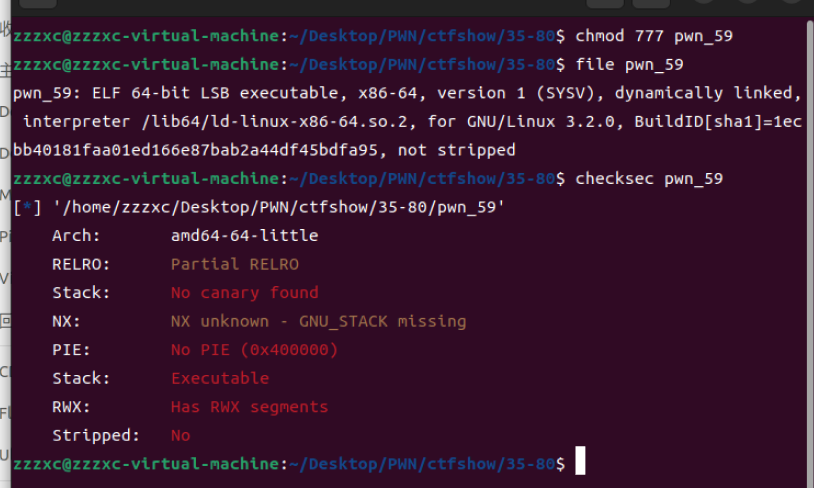 收
zzzxc@zzzxc-virtual-machine:~/Desktop/PWN/ctfshow/35-80$ chmod 777 pwn_59
主
zzzxc@zzzxc-virtual-machine:~/Desktop/PWN/ctfshow/35-80$ file pwn_59
pwn_59: ELF 64-bit LSB executable, x86-64, version 1 (SYSV), dynamically linked,
 interpreter /lib64/ld-linux-x86-64.so.2, for GNU/Linux 3.2.0, BuildID[sha1]=1ec
bb40181faa01ed166e87bab2a44df45bdfa95, not stripped
zzzxc@zzzxc-virtual-machine:~/Desktop/PWN/ctfshow/35-80$ checksec pwn_59
[*] '/home/zzzxc/Desktop/PWN/ctfshow/35-80/pwn_59'
    Arch:       amd64-64-little
    RELRO:      Partial RELRO
    Stack:      No canary found
    NX:         NX unknown - GNU_STACK missing
    PIE:        No PIE (0x400000)
    Stack:      Executable
    RWX:        Has RWX segments
    Stripped:   No
zzzxc@zzzxc-virtual-machine:~/Desktop/PWN/ctfshow/35-80$